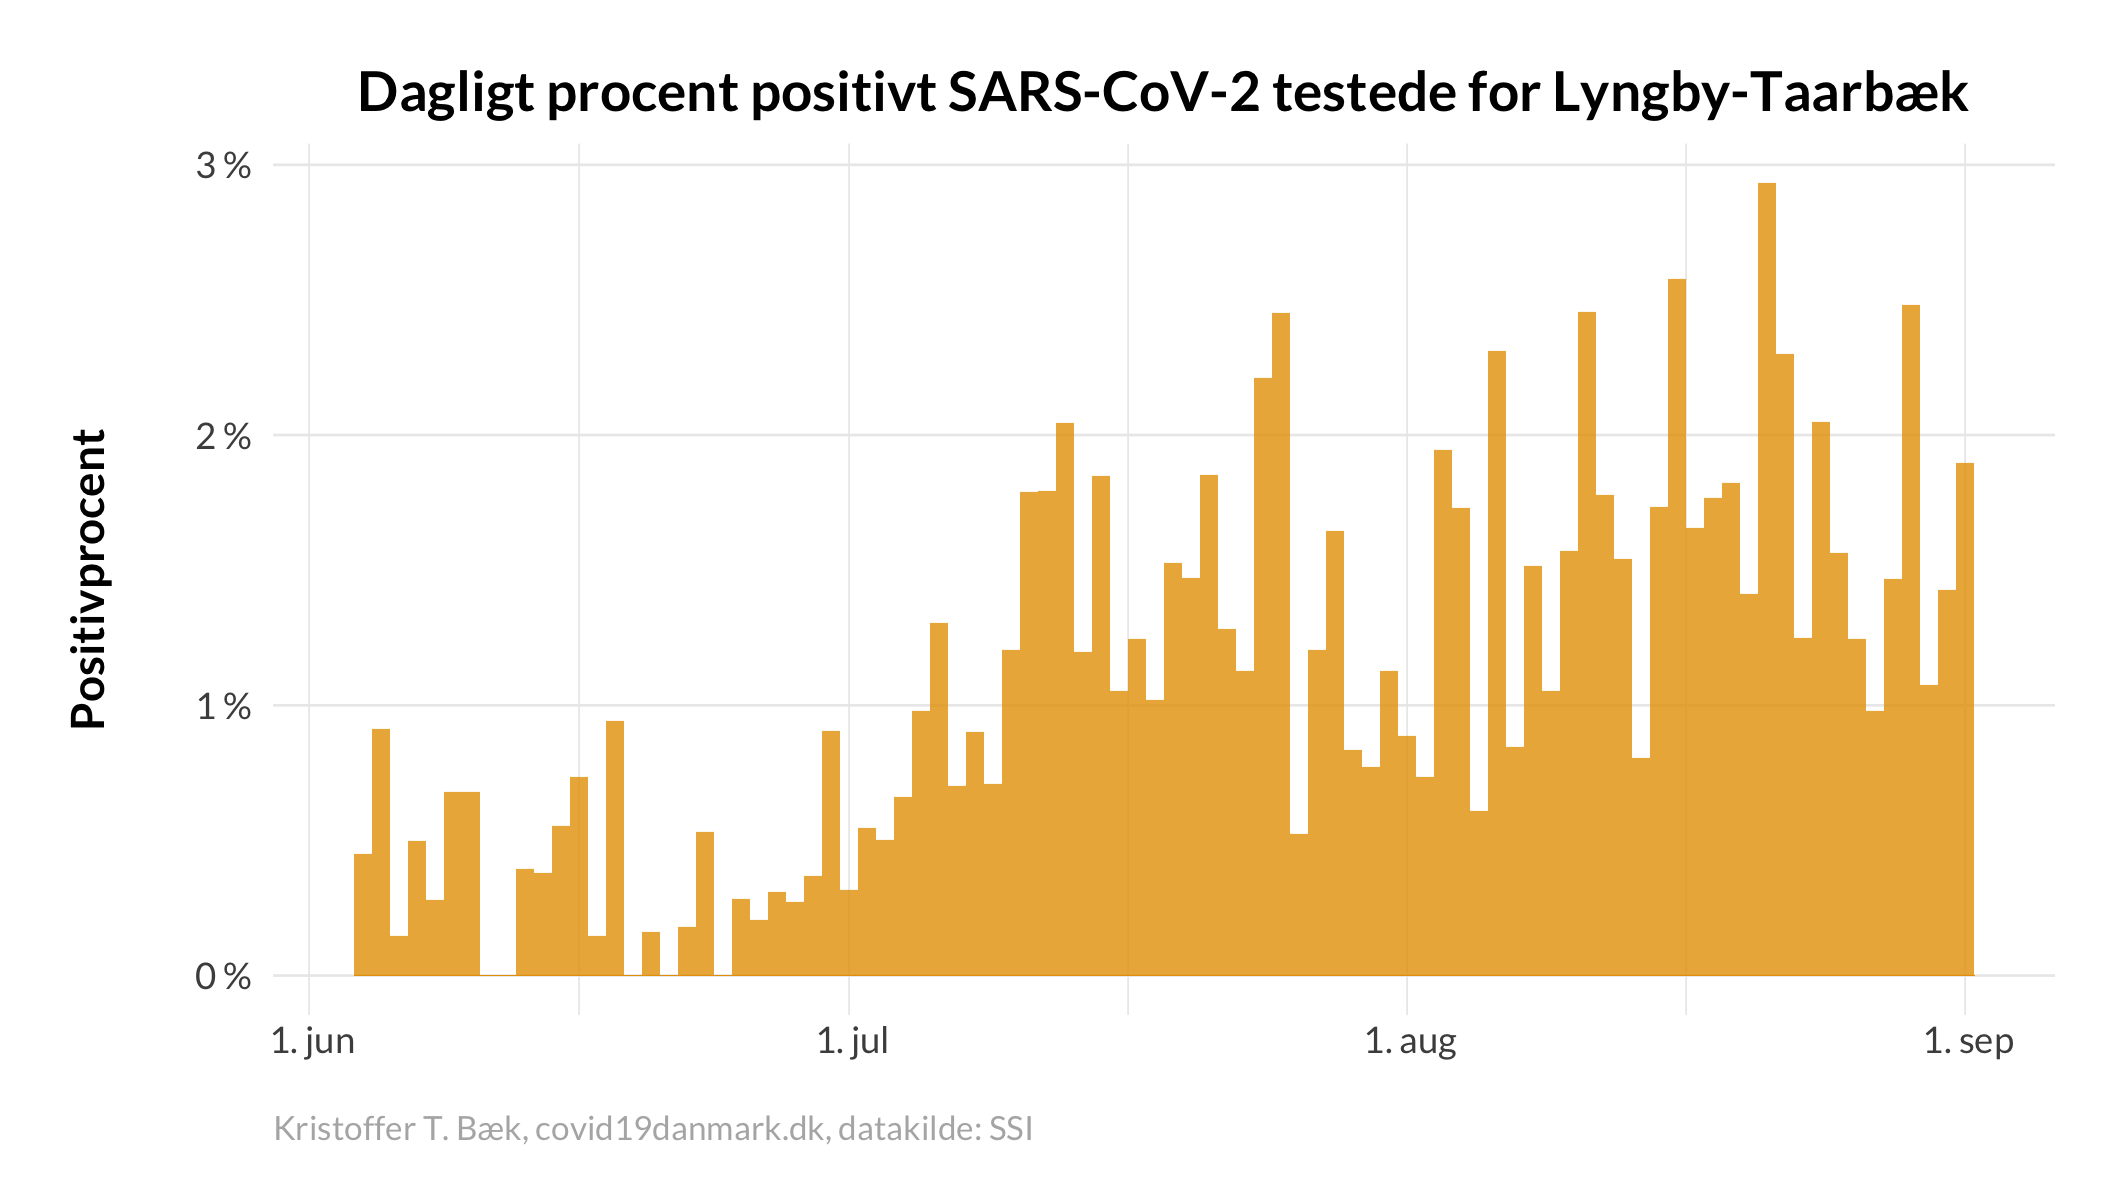 Dagligt procent positivt SARS-CoV-2 testede for Lyngby-Taarbæk
Positivprocent
3 %
2 %
1 %
0 %
1. jun
1. jul
1. aug
1. sep
Kristoffer T. Bæk, covid19danmark.dk, datakilde: SSI